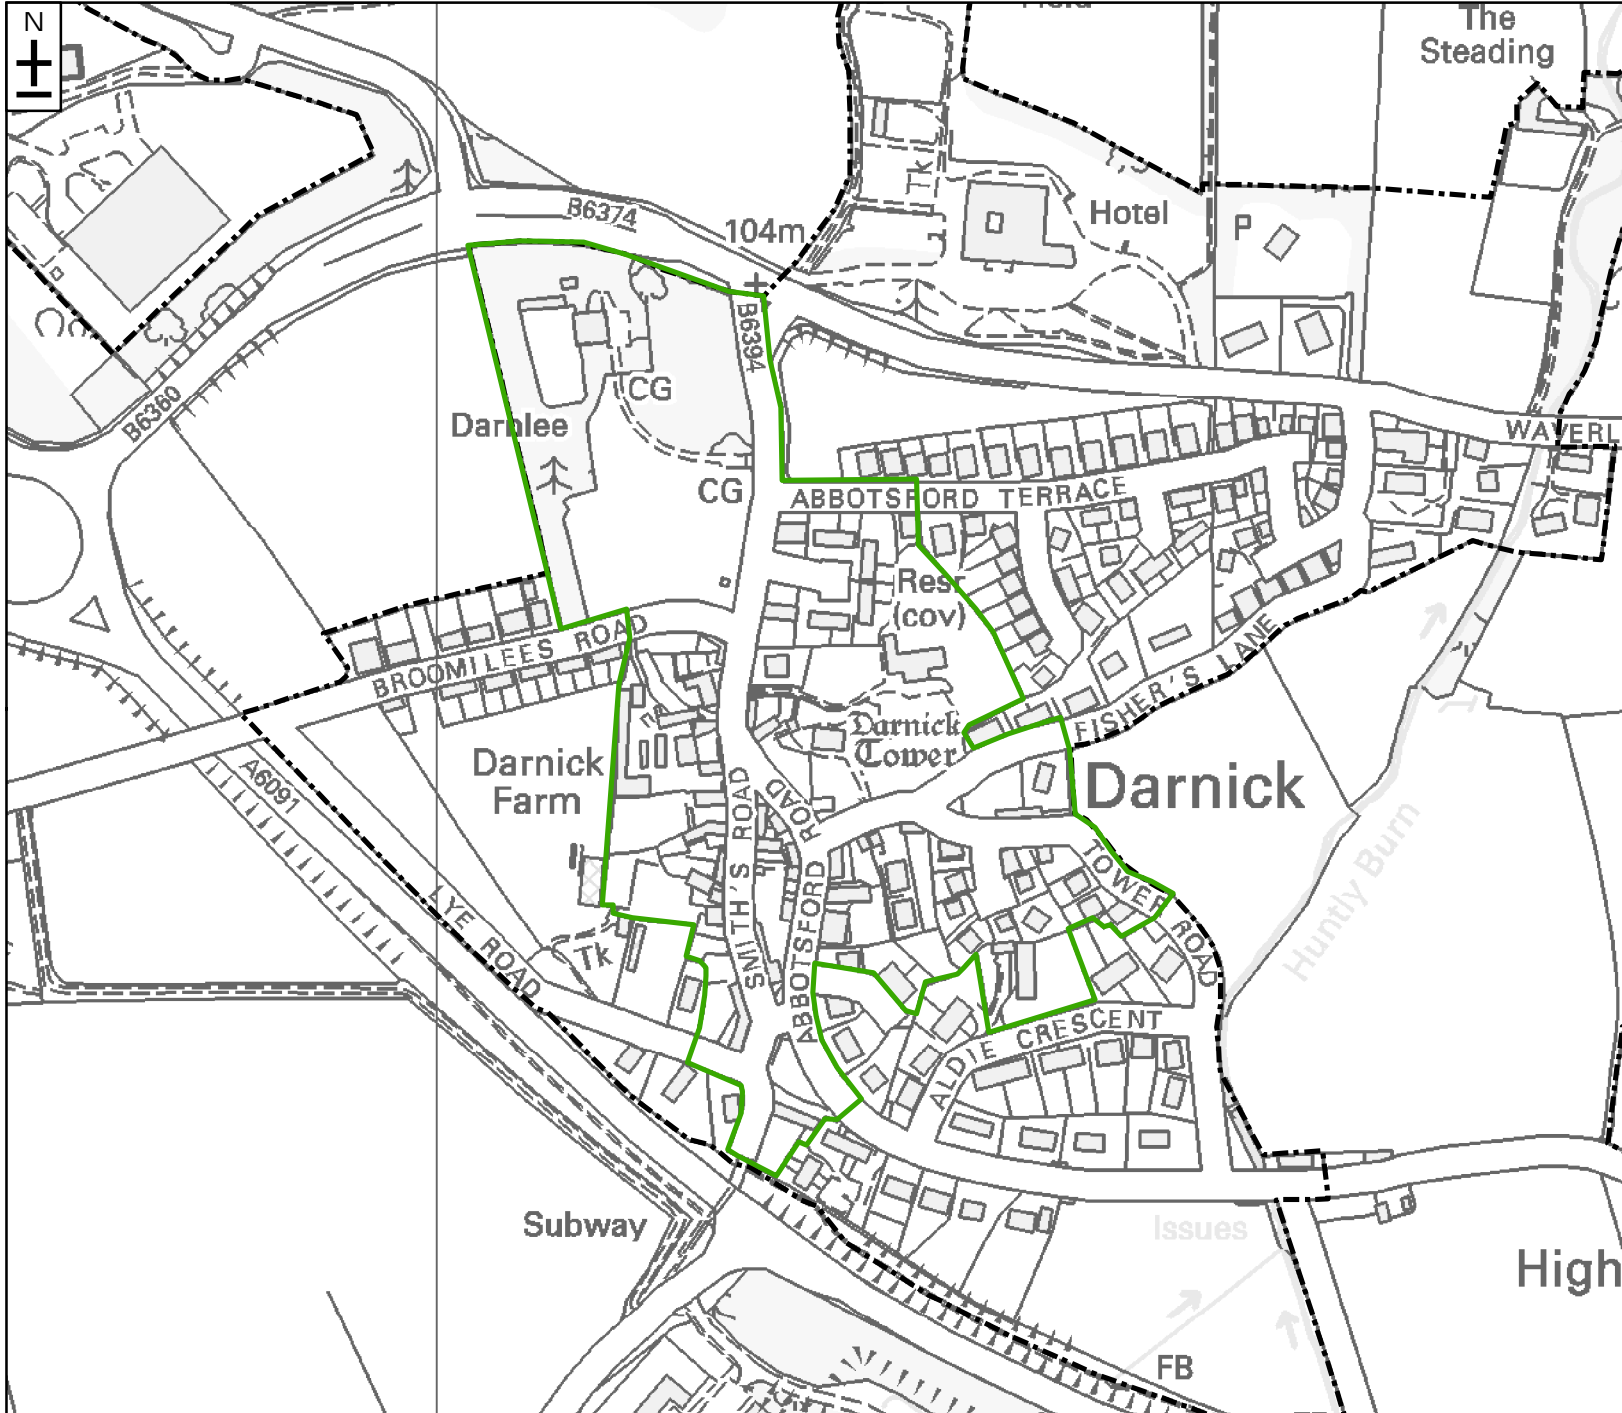 N
The
Steading
Tk
Hotel
P
B6374
104m
B6394
B6360
CG
Darnlee
CG
WAVERL
ABBOTSFORD TERRACE
Resr
(cov)
BROOMILEES ROAD
FISHER'S LANE
Darnick
Tower
Darnick
Farm
Darnick
A6091
SMITH'S ROAD
ABBOTSFORD ROAD
TOWER ROAD
LYE ROAD
Tk
Huntly Burn
ALDIE CRESCENT
Subway
Issues
High
FB